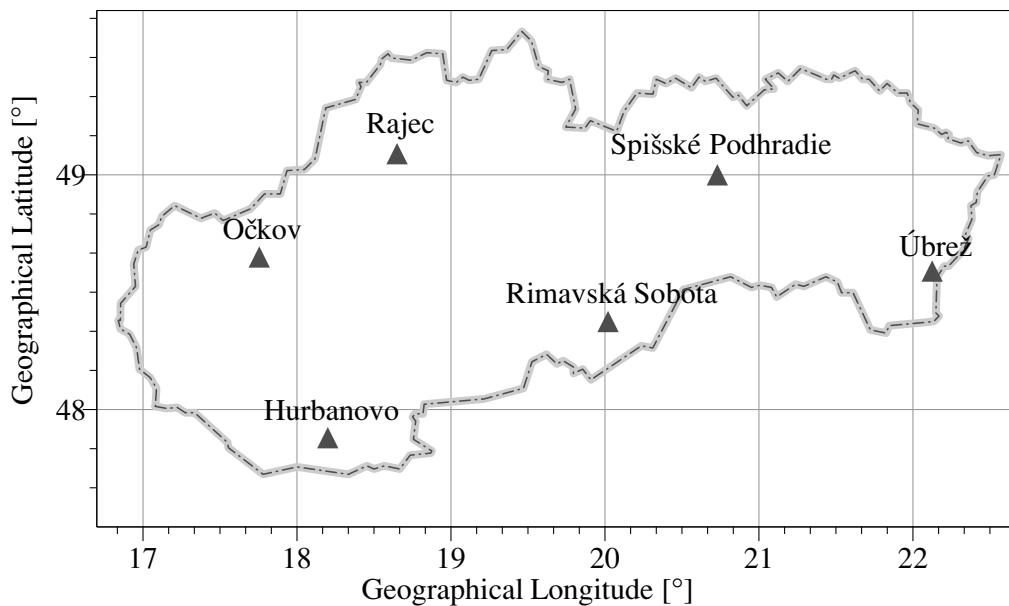 Rajec
Spišské Podhradie
49
Očkov
Úbrež
Rimavská Sobota
48
Hurbanovo
Geographical Latitude [°]
17 18 19 20 21 22
Geographical Longitude [°]